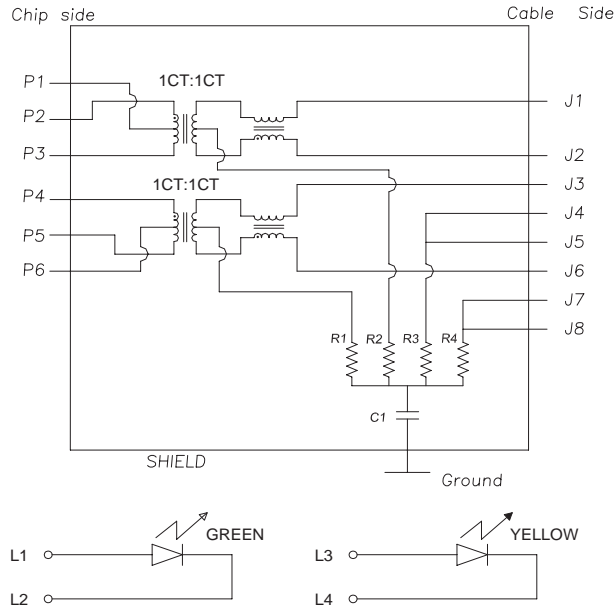 Chip side
Cable Side
P1
1CT:1CT
P2
J1
P3
J2
1CT:1CT
P4
J3
J4
P5
J5
P6
J6
J7
J8
R1 R2 R3 R4
C1
SHIELD
Ground
GREEN
YELLOW
L1
L3
L2
L4